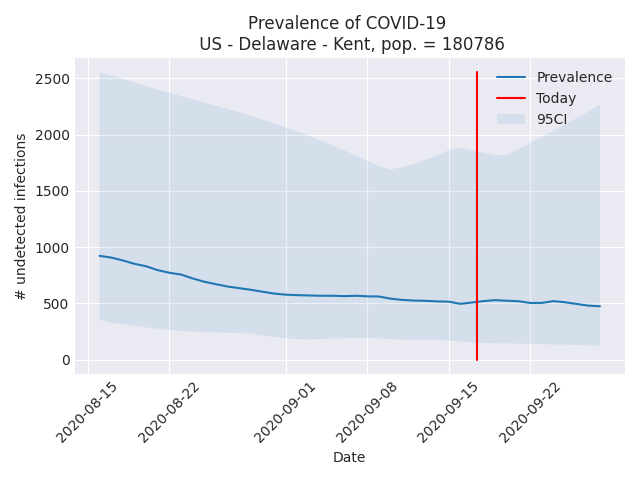 Prevalence of COVID-19
US - Delaware - Kent, pop. = 180786
Prevalence
Today
95CI
# undetected infections
2500
2000
1500
1000
500
0
2020-08-15
2020-08-22
2020-09-01
2020-09-08
2020-09-15
2020-09-22
Date